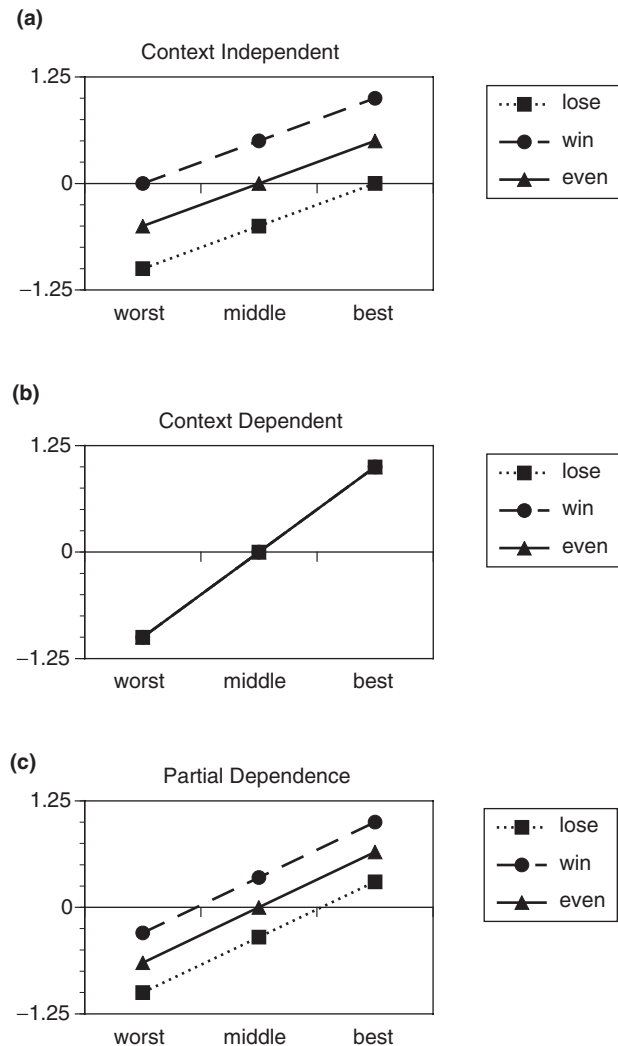 (a)
Context Independent
1.25
0
−1.25
worst middle best
lose
win
even
(b)
Context Dependent
1.25
0
−1.25
worst middle best
lose
win
even
(c)
Partial Dependence
1.25
0
−1.25
worst middle best
lose
win
even